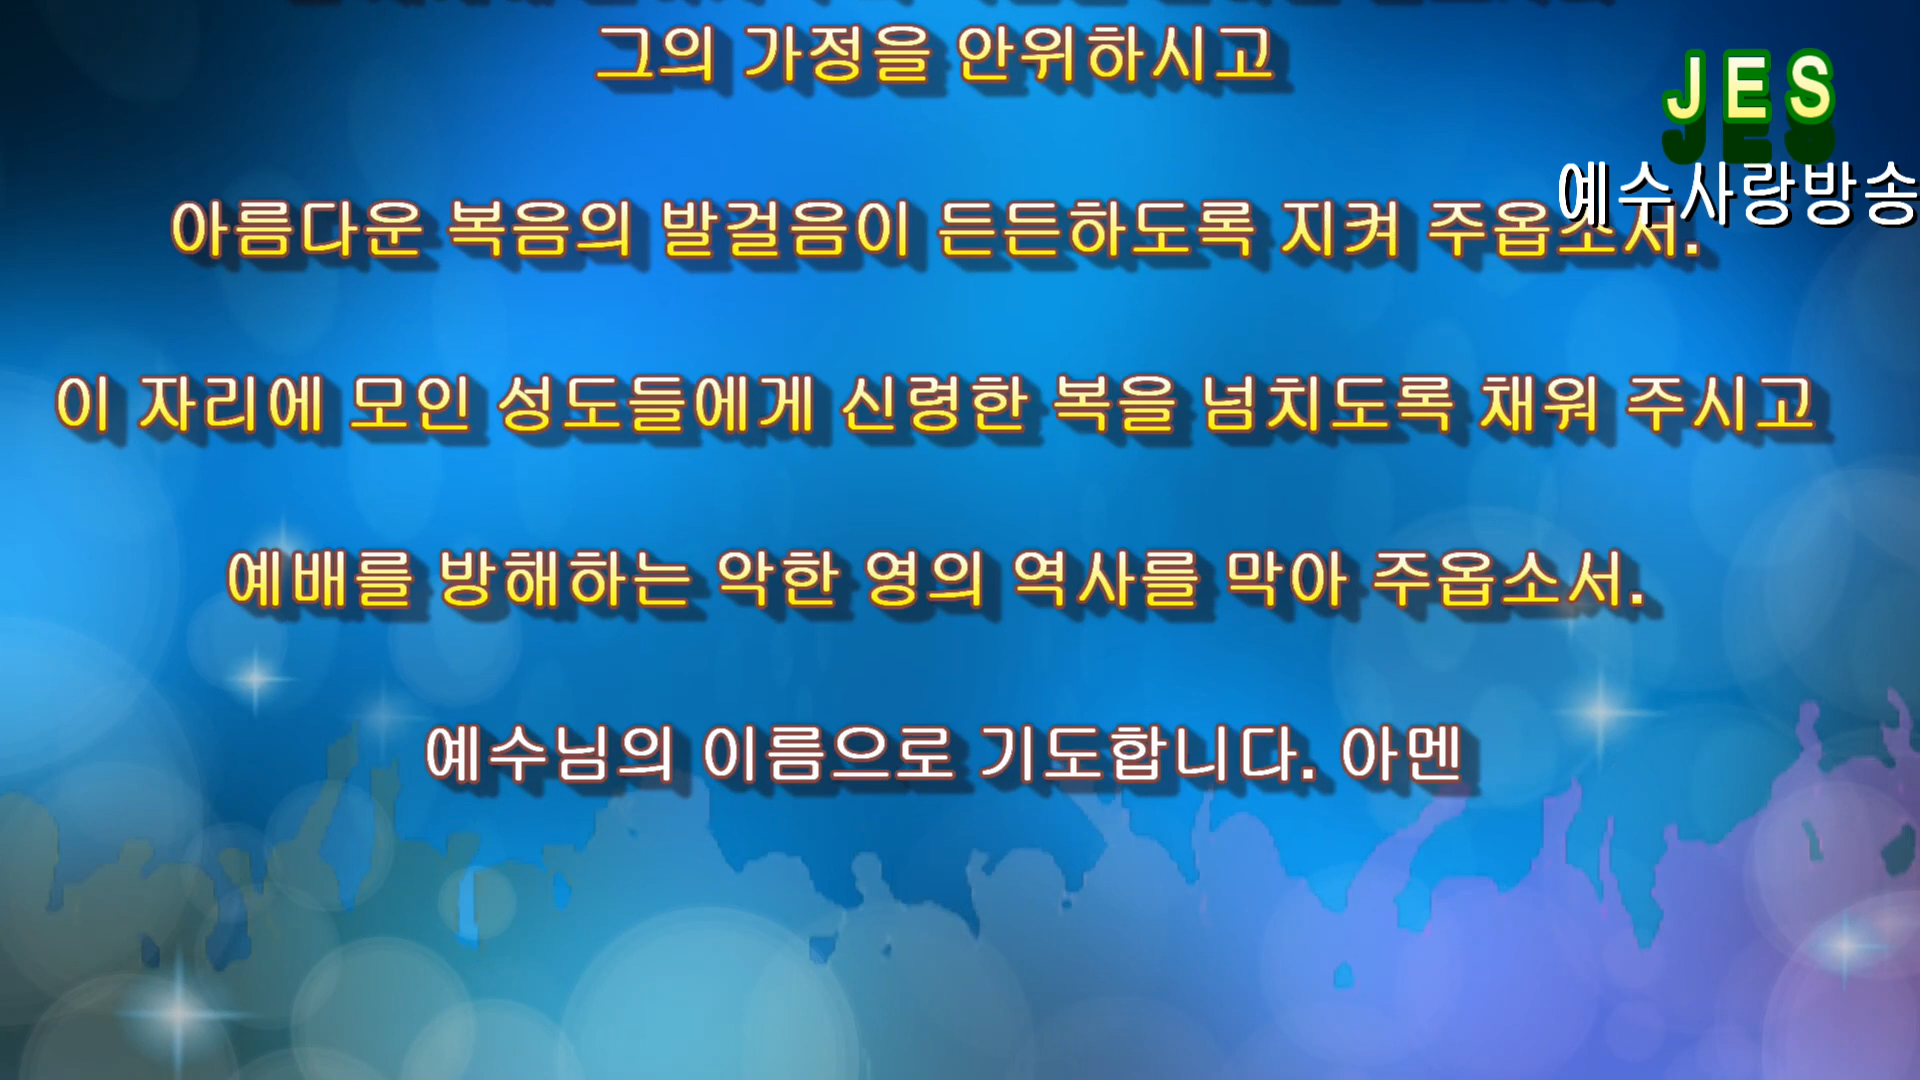 그의 가정을 안위하시고
JES
예수사랑방송
아름다운 복음의 발걸음이 든든하도록 지켜 주옵소서.
이 자리에 모인 성도들에게 신령한 복을 넘치도록 채워 주시고
예배를 방해하는 악한 영의 역사를 막아 주옵소서.
예수님의 이름으로 기도합니다. 아멘